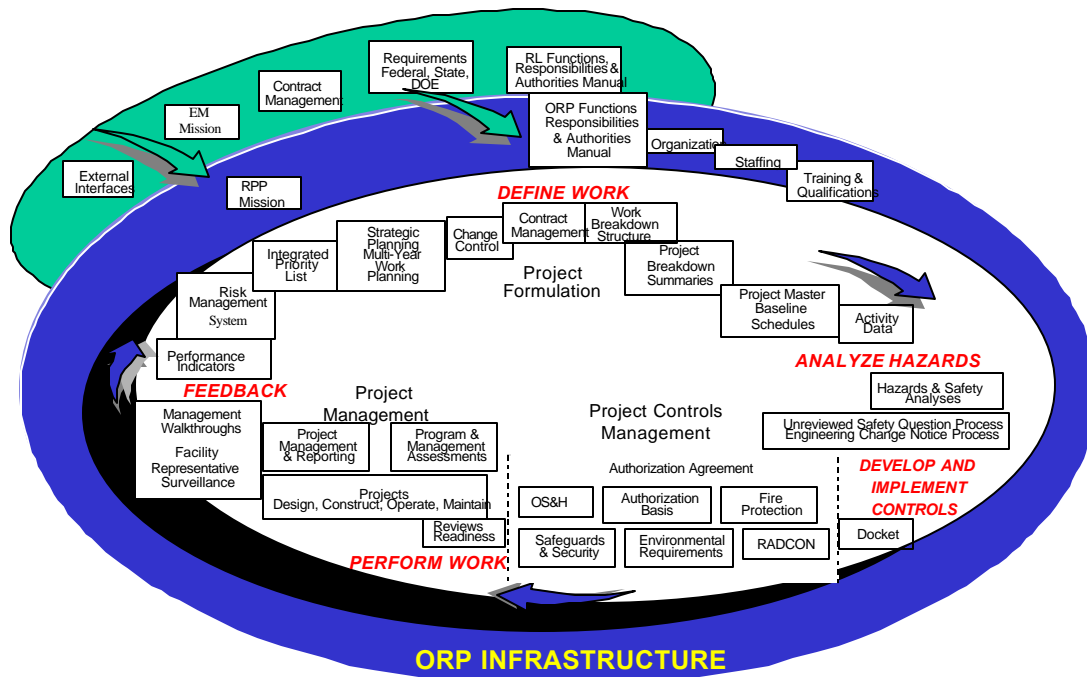 Requirements
Federal, State,
DOE
RL Functions,
Responsibilities &
Authorities Manual
Contract
Management
EM
Mission
External
Interfaces
RPP
Mission
ORP Functions
Responsibilities
& Authorities
Manual
Organization
Staffing
Training &
Qualifications
DEFINE WORK
Strategic
Planning
Multi-Year
Work
Planning
Change
Control
Contract
Management
Work
Breakdown
Structure
Integrated
Priority
List
Project
Formulation
Project
Breakdown
Summaries
Risk
Management
System
Project Master
Baseline
Schedules
Activity
Data
Performance
Indicators
ANALYZE HAZARDS
FEEDBACK
Hazards & Safety
Analyses
Project
Management
Project Controls
Management
Management
Walkthroughs
Facility
Representative
Surveillance
Project
Management
& Reporting
Program &
Management
Assessments
Unreviewed Safety Question Process
Engineering Change Notice Process
Authorization Agreement
DEVELOP AND
IMPLEMENT
CONTROLS
Projects
Design, Construct, Operate, Maintain
OS&H
Authorization
Basis
Fire
Protection
Reviews
Readiness
Safeguards
& Security
Environmental
Requirements
RADCON
Docket
PERFORM WORK
ORP INFRASTRUCTURE